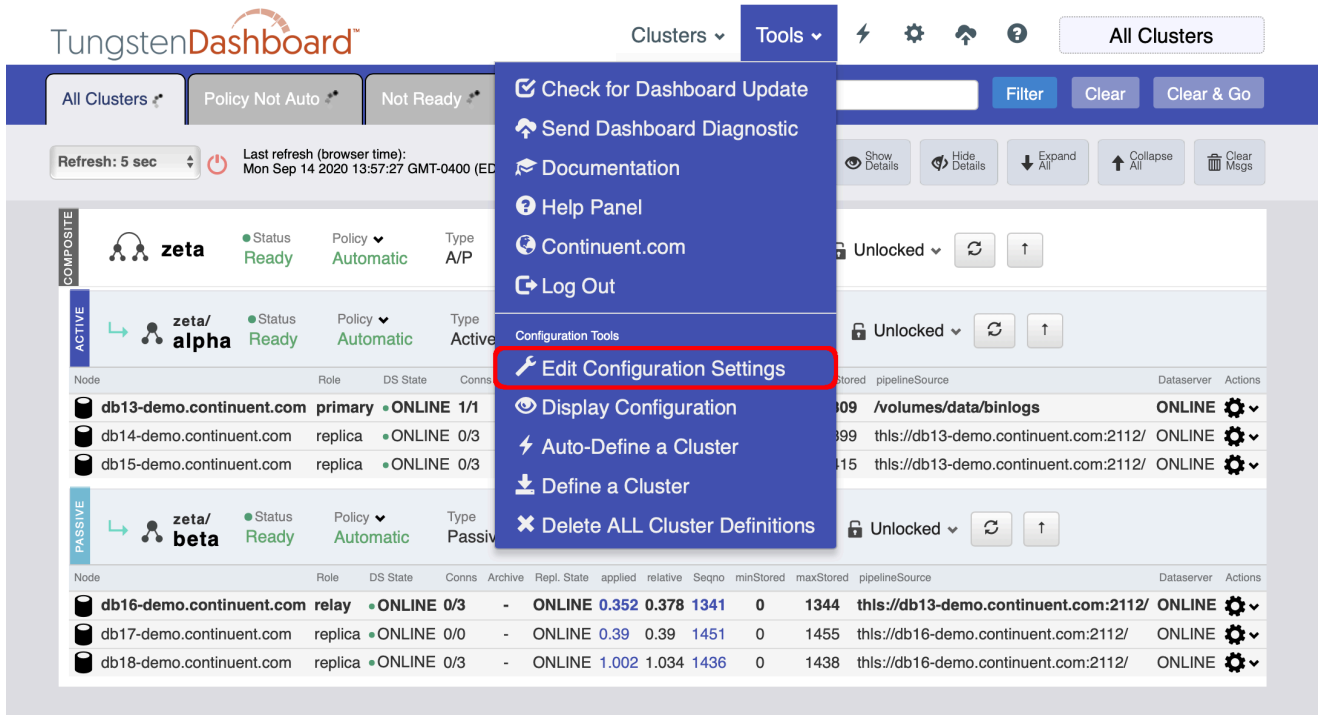 TungstenDashboard™ Clusters Tools All Clusters
All Clusters Policy Not Auto Not Ready Filter Clear Clear & Go
Refresh: 5 sec
Last refresh (browser time):
Mon Sep 14 2020 13:57:27 GMT-0400 (ED
Show Details Hide Details Expand All Collapse All Clear Msgs
Check for Dashboard Update
Send Dashboard Diagnostic
Documentation
Help Panel
Continuent.com
Log Out
Configuration Tools
Edit Configuration Settings
Display Configuration
Auto-Define a Cluster
Define a Cluster
Delete ALL Cluster Definitions
COMPOSITE
zeta
Status Policy Type
Ready Automatic A/P
Unlocked ↑
ACTIVE
zeta/
alpha
Status Policy Type
Ready Automatic Active
Unlocked ↑
Node Role DS State Conns Stored pipelineSource Dataserver Actions
db13-demo.continuent.com primary ONLINE 1/1 309 /volumes/data/binlogs ONLINE
db14-demo.continuent.com replica ONLINE 0/3 399 thls://db13-demo.continuent.com:2112/ ONLINE
db15-demo.continuent.com replica ONLINE 0/3 415 thls://db13-demo.continuent.com:2112/ ONLINE
PASSIVE
zeta/
beta
Status Policy Type
Ready Automatic Passiv
Unlocked ↑
Node Role DS State Conns Archive Repl. State applied relative Seqno minStored maxStored pipelineSource Dataserver Actions
db16-demo.continuent.com relay ONLINE 0/3 - ONLINE 0.352 0.378 1341 0 1344 thls://db13-demo.continuent.com:2112/ ONLINE
db17-demo.continuent.com replica ONLINE 0/0 - ONLINE 0.39 0.39 1451 0 1455 thls://db16-demo.continuent.com:2112/ ONLINE
db18-demo.continuent.com replica ONLINE 0/3 - ONLINE 1.002 1.034 1436 0 1438 thls://db16-demo.continuent.com:2112/ ONLINE